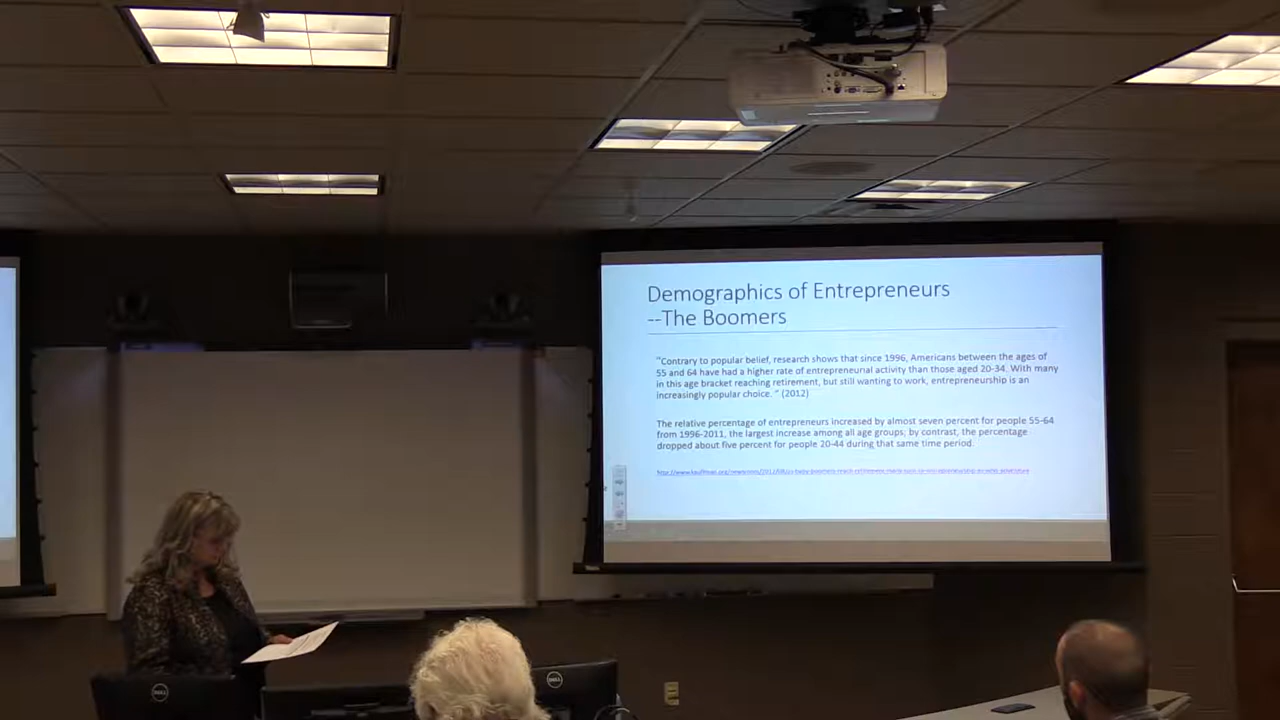 Demographics of Entrepreneurs
--The Boomers
"Contrary to popular belief, research shows that since 1996, Americans between the ages of
55 and 64 have had a higher rate of entrepreneurial activity than those aged 20-34. With many
in this age bracket reaching retirement, but still wanting to work, entrepreneurship is an
increasingly popular choice. " (2012)
The relative percentage of entrepreneurs increased by almost seven percent for people 55-64
from 1996-2011, the largest increase among all age groups; by contrast, the percentage
dropped about five percent for people 20-44 during that same time period.
DELL
DELL